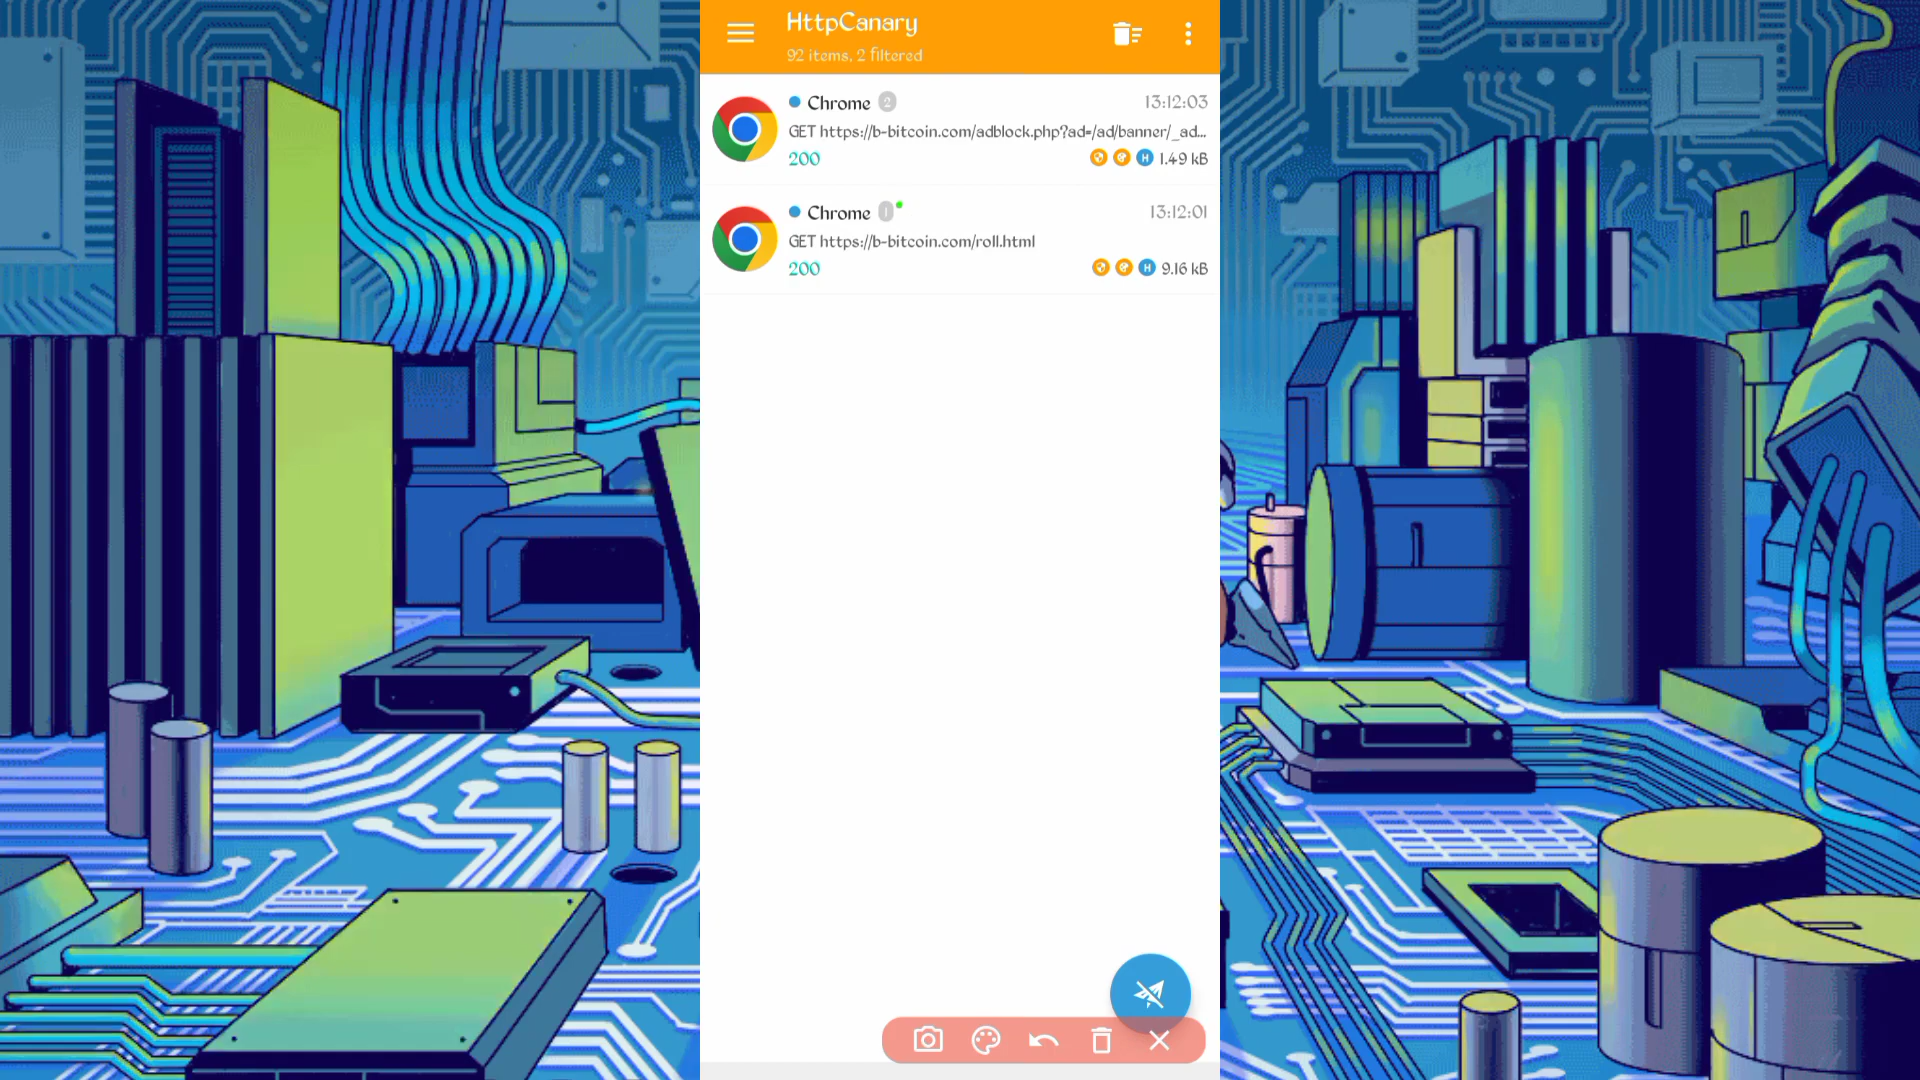 HttpCanary
92 items, 2 filtered
Chrome 2 13:12:03
GET https://b-bitcoin.com/adblock.php?ad=/ad/banner/_ad...
200 H 1.49 kB
Chrome 1 13:12:01
GET https://b-bitcoin.com/roll.html
200 H 9.16 kB